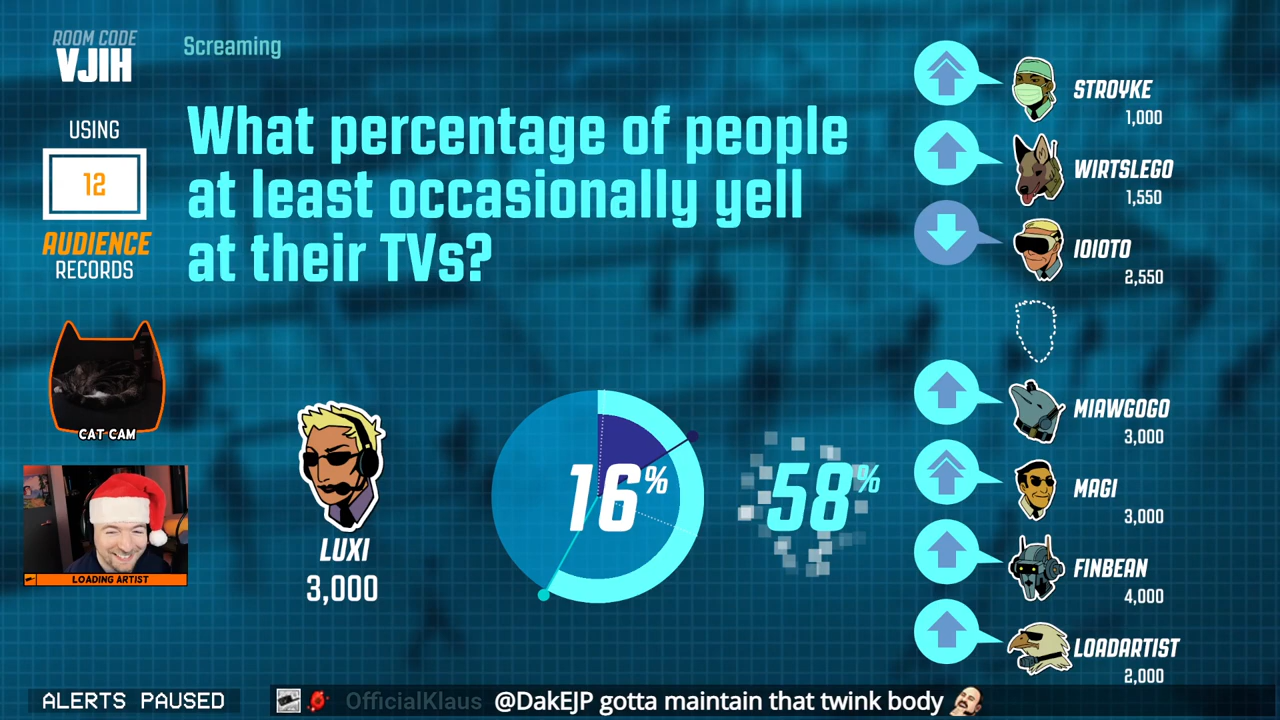 ROOM CODE
VJIH
USING
12
AUDIENCE
RECORDS
Screaming
What percentage of people
at least occasionally yell
at their TVs?
CAT CAM
LOADING ARTIST
LUXI
3,000
16%
58%
STROYKE
1,000
WIRTSLEGO
1,550
IOIOTO
2,550
MIAWGOGO
3,000
MAGI
3,000
FINBEAN
4,000
LOADARTIST
2,000
ALERTS PAUSED
OfficialKlaus @DakEJP gotta maintain that twink body